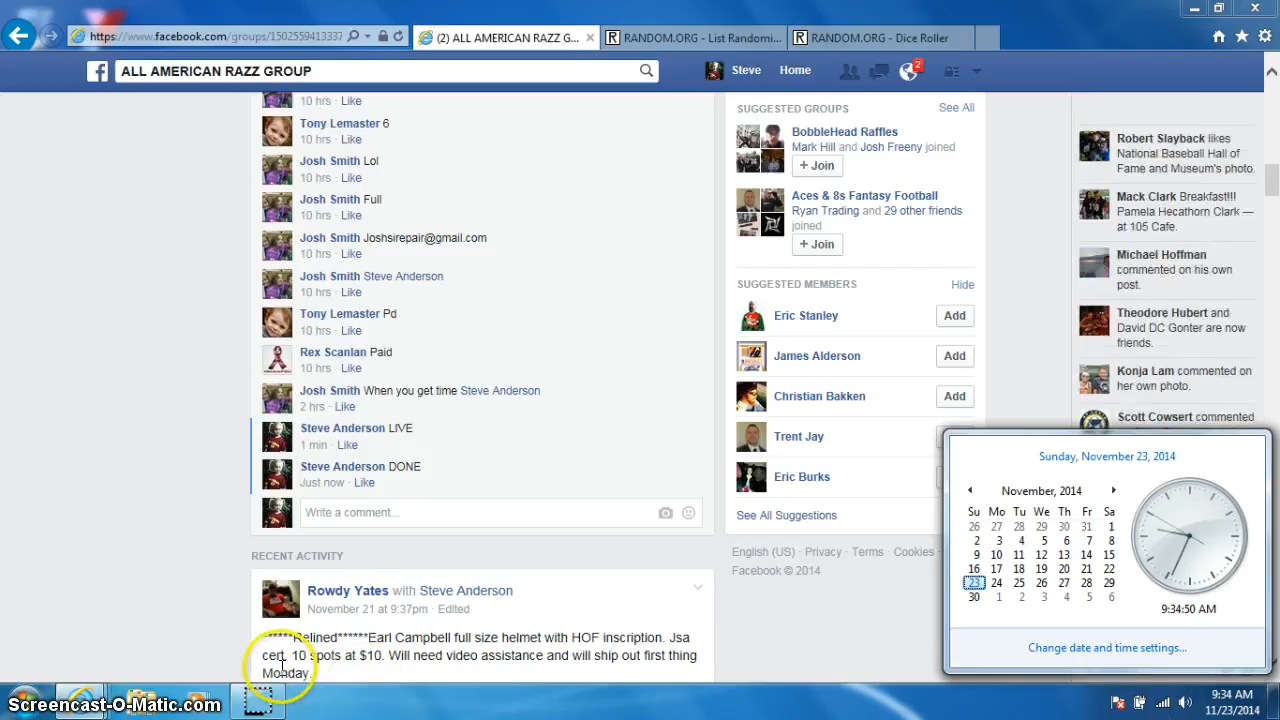 https://www.facebook.com/groups/1502559413337
(2) ALL AMERICAN RAZZ G...
RANDOM.ORG - List Randomi...
RANDOM.ORG - Dice Roller
ALL AMERICAN RAZZ GROUP
Steve
Home
2
10 hrs · Like
Tony Lemaster 6
10 hrs · Like
Josh Smith Lol
10 hrs · Like
Josh Smith Full
10 hrs · Like
Josh Smith Joshsirepair@gmail.com
10 hrs · Like
Josh Smith Steve Anderson
10 hrs · Like
Tony Lemaster Pd
10 hrs · Like
Rex Scanlan Paid
10 hrs · Like
Josh Smith When you get time Steve Anderson
2 hrs · Like
Steve Anderson LIVE
1 min · Like
Steve Anderson DONE
Just now · Like
Write a comment...
RECENT ACTIVITY
Rowdy Yates with Steve Anderson
November 21 at 9:37pm · Edited
******Relined******Earl Campbell full size helmet with HOF inscription. Jsa
cert. 10 spots at $10. Will need video assistance and will ship out first thing
Monday.
SUGGESTED GROUPS
See All
BobbleHead Raffles
Mark Hill and Josh Freeny joined
+ Join
Aces & 8s Fantasy Football
Ryan Trading and 29 other friends
joined
+ Join
SUGGESTED MEMBERS
Hide
Eric Stanley
Add
James Alderson
Add
Christian Bakken
Add
Trent Jay
Eric Burks
See All Suggestions
English (US) · Privacy · Terms · Cookies ·
Facebook © 2014
Robert Slayback likes
National Baseball Hall of
Fame and Museum's photo.
Mack Clark Breakfast!!!
Pamela Hecathorn Clark —
at 105 Cafe.
Michael Hoffman
commented on his own
post.
Theodore Hubert and
David DC Gonter are now
friends.
Konja Lam commented on
her own photo.
Scott Cowsert commented
Sunday, November 23, 2014
November, 2014
Su Mo Tu We Th Fr Sa
26 27 28 29 30 31 1
2 3 4 5 6 7 8
9 10 11 12 13 14 15
16 17 18 19 20 21 22
23 24 25 26 27 28 29
30 1 2 3 4 5 6
9:34:50 AM
Change date and time settings...
Screencast-O-Matic.com
9:34 AM
11/23/2014